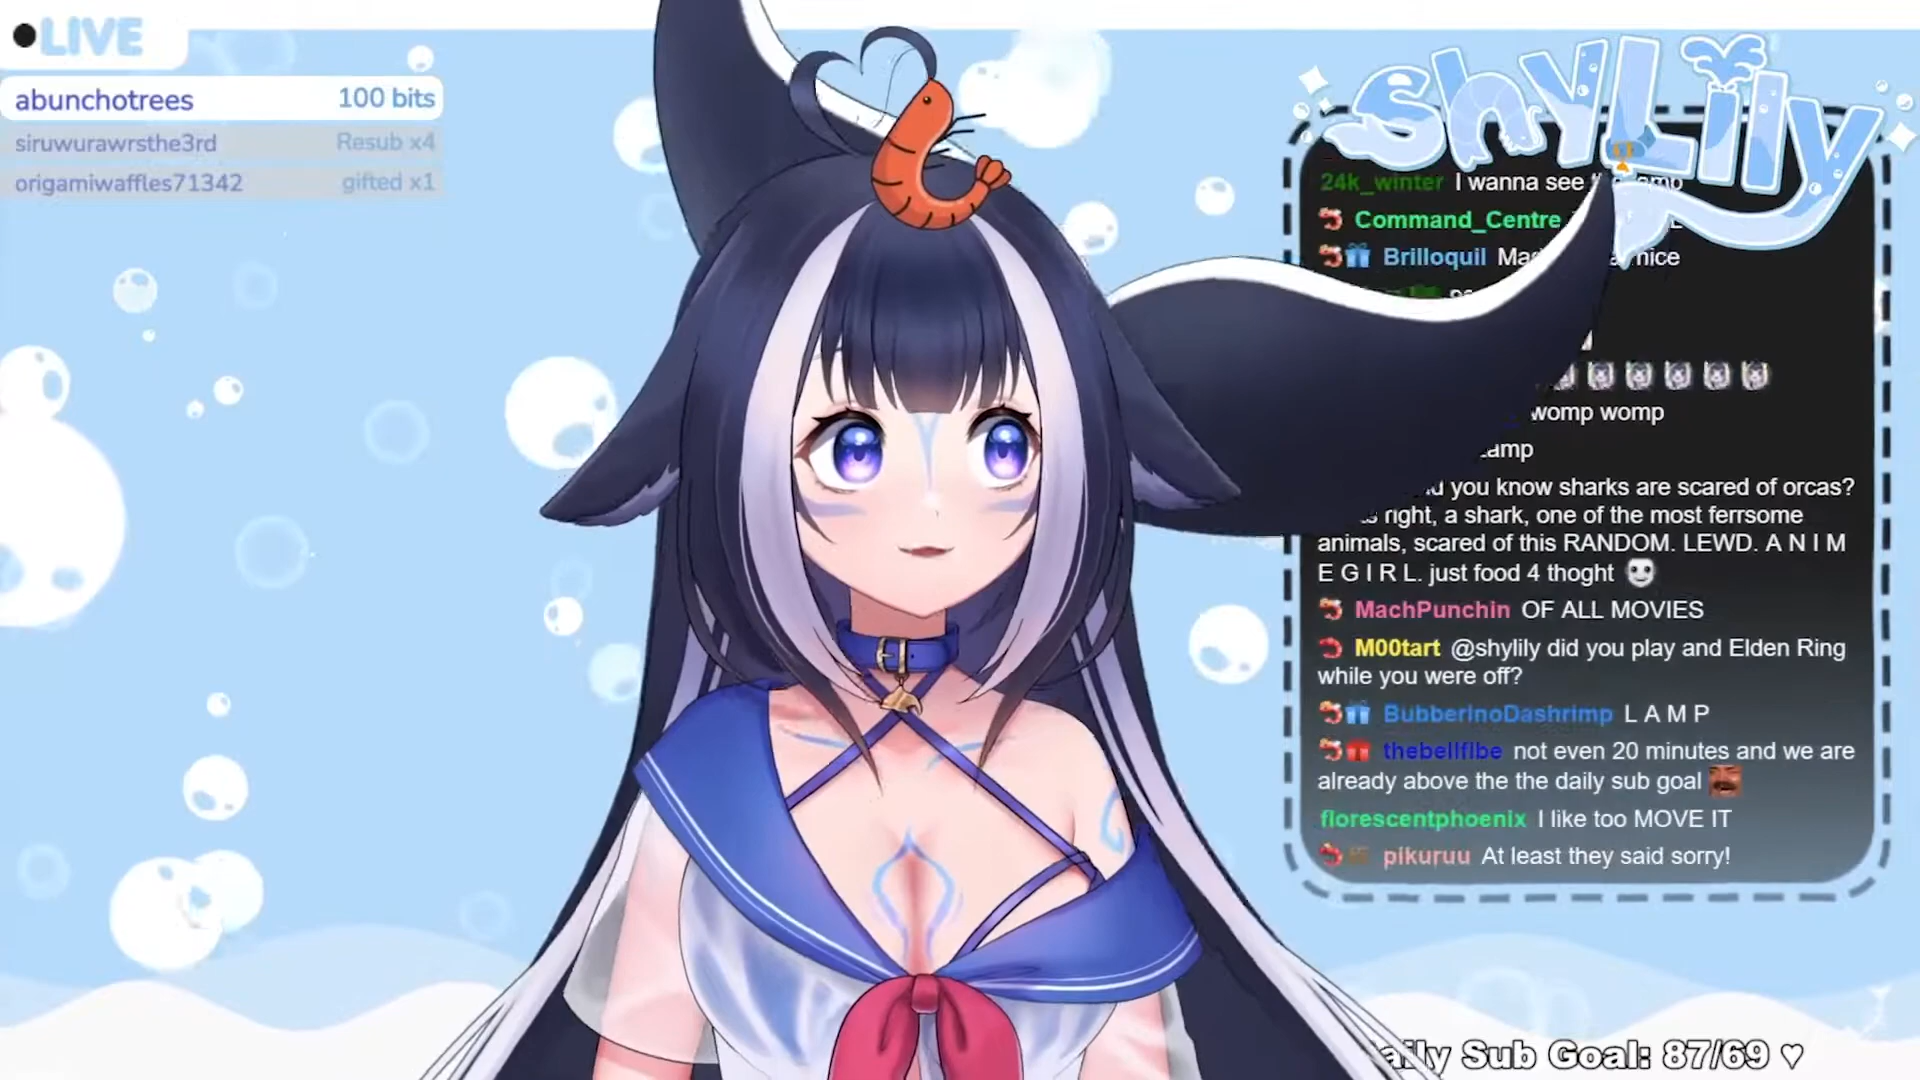 LIVE
abunchotrees 100 bits
siruwurawrsthe3rd Resub x4
origamiwaffles71342 gifted x1
shyLily
24k_winter I wanna see
Command_Centre
Brilloquil nice
womp womp
you know sharks are scared of orcas?
right, a shark, one of the most ferrsome
animals, scared of this RANDOM. LEWD. A N I M
E G I R L. just food 4 thoght
MachPunchin OF ALL MOVIES
M00tart @shylily did you play and Elden Ring
while you were off?
BubberinoDashrimp L A M P
thebellfibe not even 20 minutes and we are
already above the the daily sub goal
florescentphoenix I like too MOVE IT
pikuruu At least they said sorry!
Sub Goal: 87/69 ♥